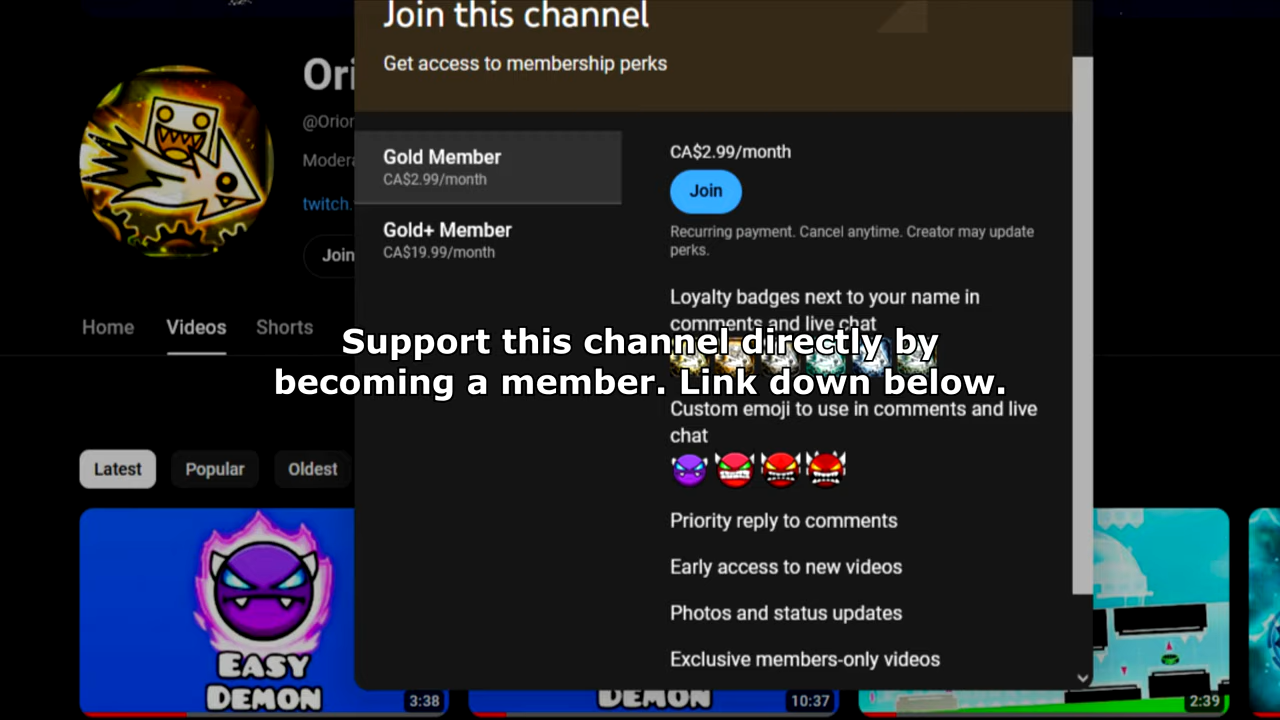 Join this channel
Get access to membership perks
Ori
@Orion
Modera
twitch.
Join
Gold Member
CA$2.99/month
Gold+ Member
CA$19.99/month
CA$2.99/month
Join
Recurring payment. Cancel anytime. Creator may update
perks.
Loyalty badges next to your name in
comments and live chat
Home Videos Shorts
Support this channel directly by
becoming a member. Link down below.
Custom emoji to use in comments and live
chat
Latest Popular Oldest
Priority reply to comments
Early access to new videos
Photos and status updates
Exclusive members-only videos
EASY
DEMON
3:38
DEMON
10:37
2:39